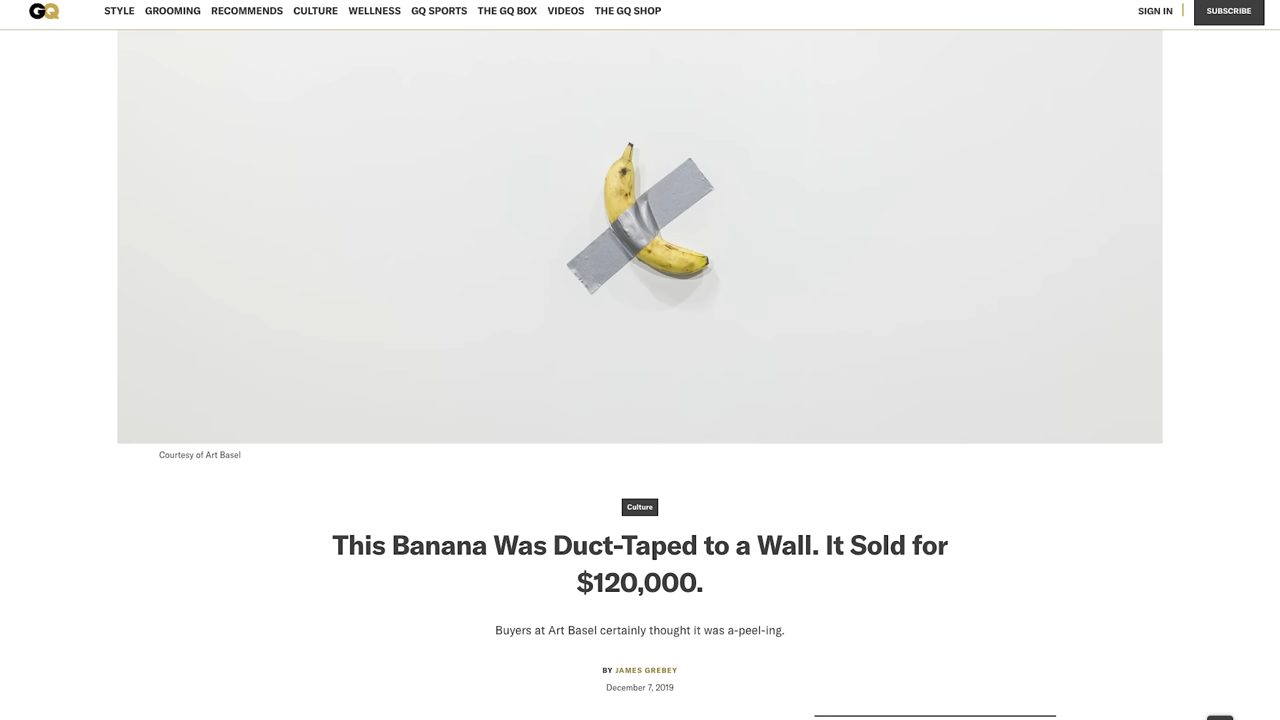 GQ STYLE GROOMING RECOMMENDS CULTURE WELLNESS GQ SPORTS THE GQ BOX VIDEOS THE GQ SHOP SIGN IN SUBSCRIBE
Courtesy of Art Basel
Culture
This Banana Was Duct-Taped to a Wall. It Sold for
$120,000.
Buyers at Art Basel certainly thought it was a-peel-ing.
BY JAMES GREBEY
December 7, 2019